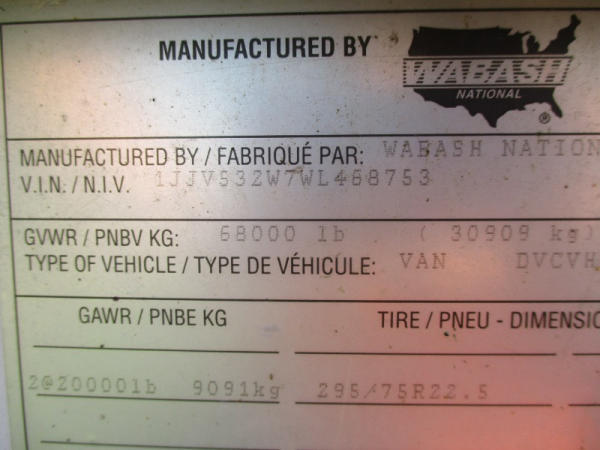 MANUFACTURED BY
WABASH
NATIONAL
®
MANUFACTURED BY / FABRIQUÉ PAR: WABASH NATION
V.I.N. / N.I.V. 1JJV532W7WL468753
GVWR / PNBV KG: 68000 lb ( 30909 kg)
TYPE OF VEHICLE / TYPE DE VÉHICULE: VAN DVCVH
GAWR / PNBE KG TIRE / PNEU - DIMENSIO
2@20000lb 9091kg 295/75R22.5